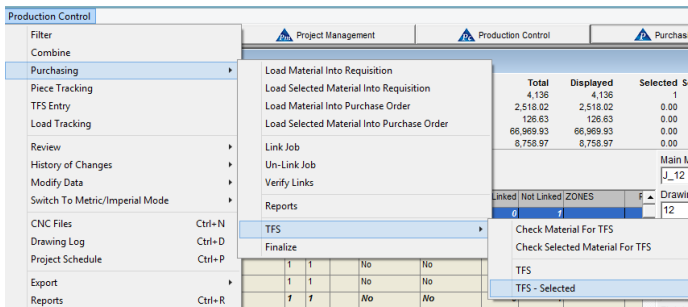 Production Control
Filter
Combine
Purchasing
Piece Tracking
TFS Entry
Load Tracking
Review
History of Changes
Modify Data
Switch To Metric/Imperial Mode
CNC Files Ctrl+N
Drawing Log Ctrl+D
Project Schedule Ctrl+P
Export
Reports Ctrl+R
Load Material Into Requisition
Load Selected Material Into Requisition
Load Material Into Purchase Order
Load Selected Material Into Purchase Order
Link Job
Un-Link Job
Verify Links
Reports
TFS
Finalize
Check Material For TFS
Check Selected Material For TFS
TFS
TFS - Selected
Pm Project Management Pc Production Control P Purchasi
Total Displayed Selected S
4,136 4,136 1
2,518.02 2,518.02 0.00
126.63 126.63 0.00
66,969.93 66,969.93 0.00
8,758.97 8,758.97 0.00
Main M
J_12
Linked Not Linked ZONES Drawin
0 1 12
1 1 No No
1 1 No No